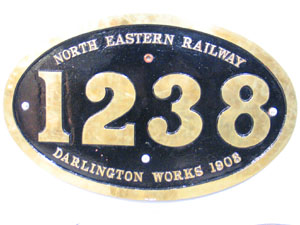 NORTH EASTERN RAILWAY
1238
DARLINGTON WORKS 1908